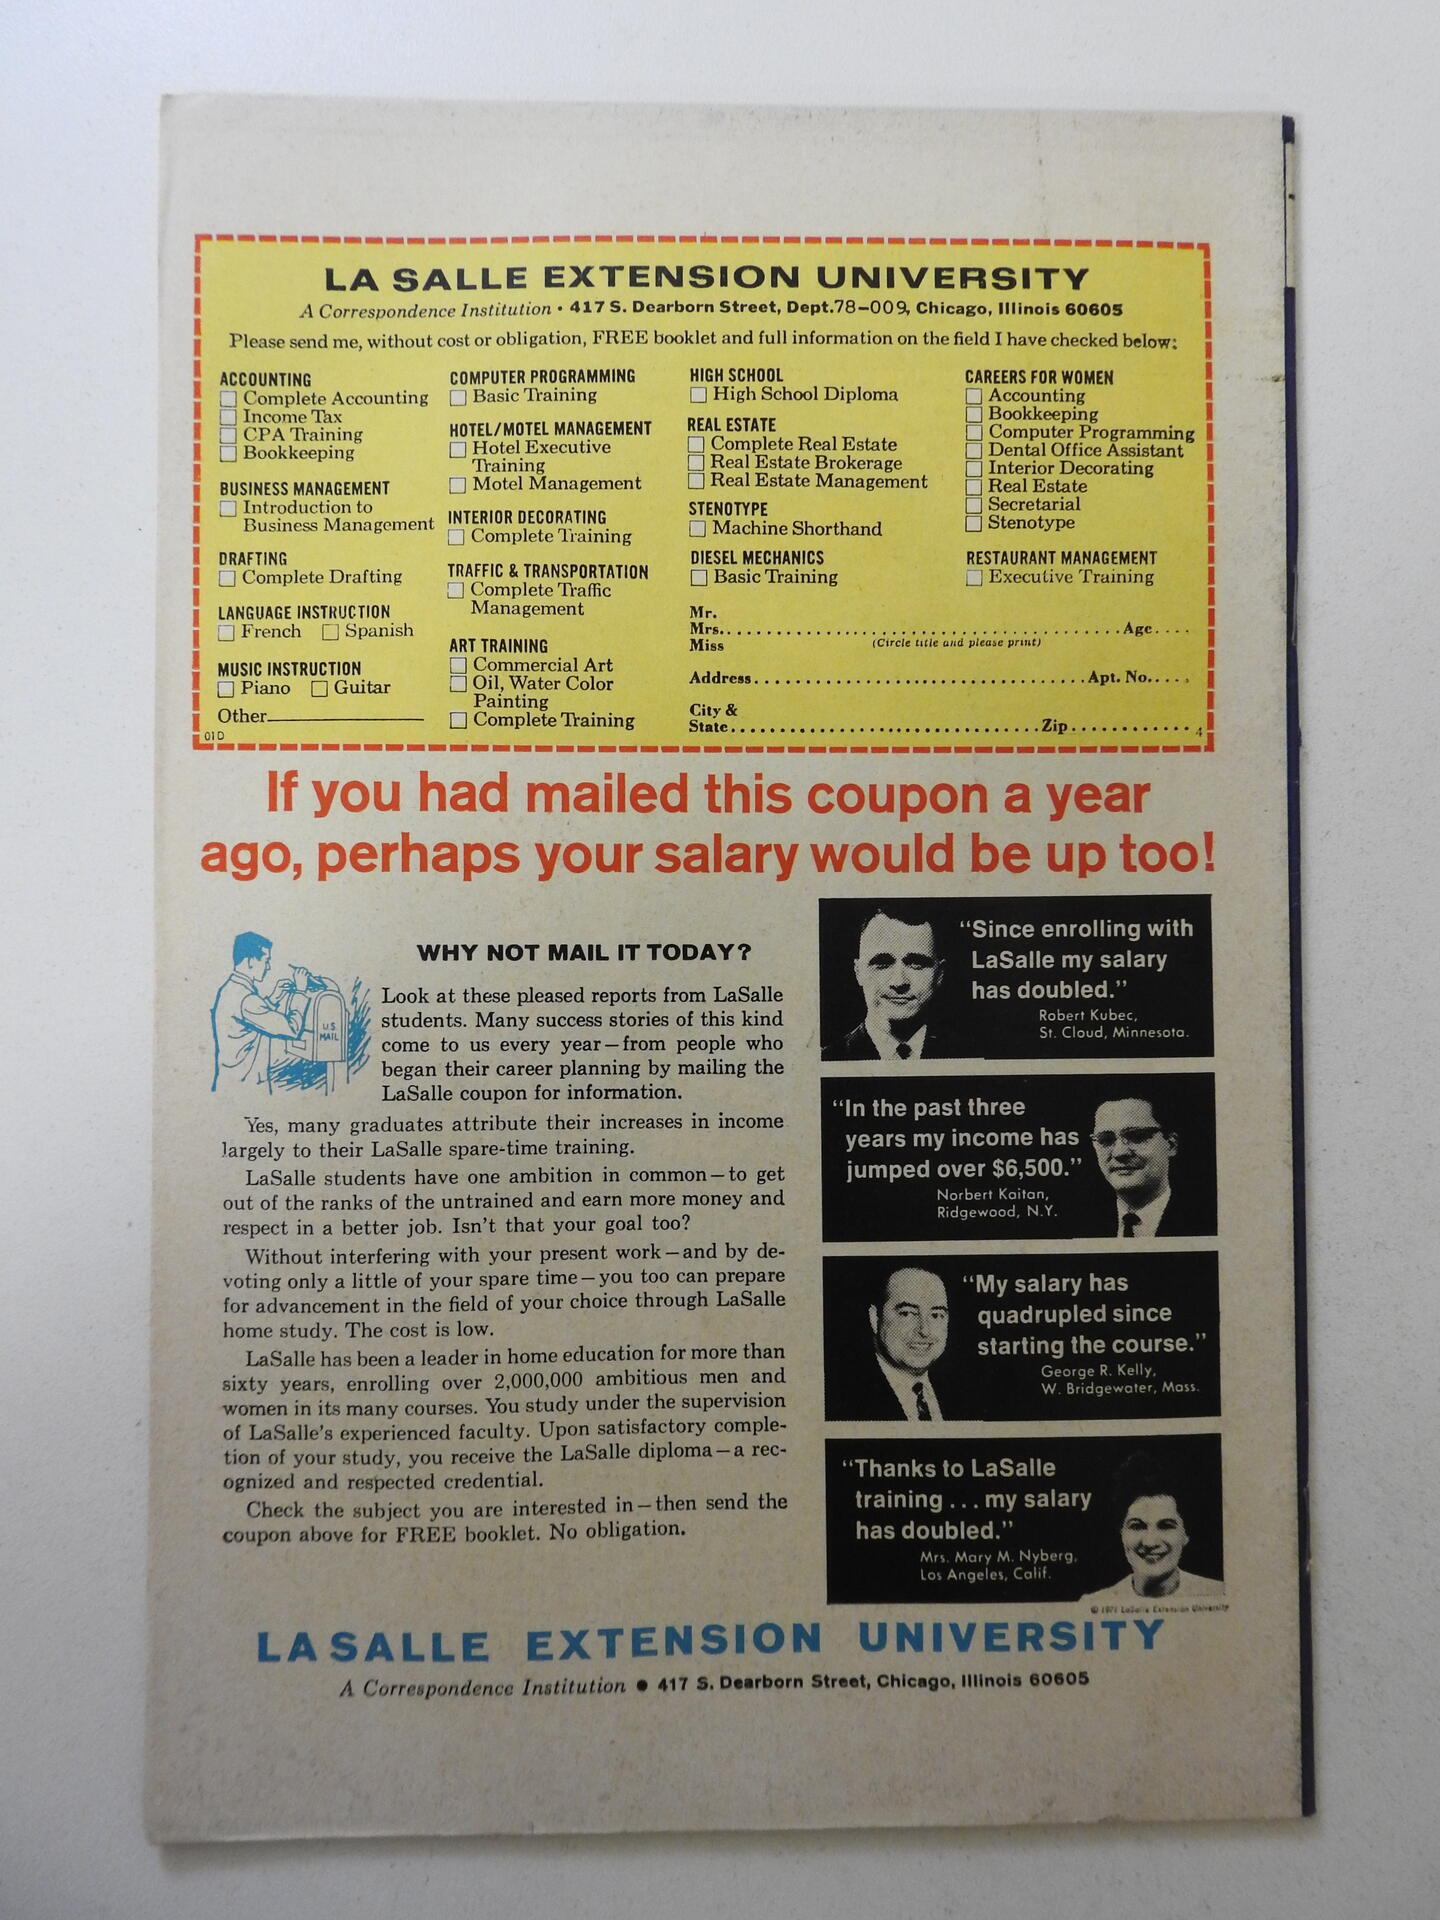 LA SALLE EXTENSION UNIVERSITY
A Correspondence Institution • 417 S. Dearborn Street, Dept.78-009, Chicago, Illinois 60605
Please send me, without cost or obligation, FREE booklet and full information on the field I have checked below:
ACCOUNTING
Complete Accounting
Income Tax
CPA Training
Bookkeeping
BUSINESS MANAGEMENT
Introduction to
Business Management
DRAFTING
Complete Drafting
LANGUAGE INSTRUCTION
French Spanish
MUSIC INSTRUCTION
Piano Guitar
Other
01D
COMPUTER PROGRAMMING
Basic Training
HOTEL/MOTEL MANAGEMENT
Hotel Executive
Training
Motel Management
INTERIOR DECORATING
Complete Training
TRAFFIC & TRANSPORTATION
Complete Traffic
Management
ART TRAINING
Commercial Art
Oil, Water Color
Painting
Complete Training
HIGH SCHOOL
High School Diploma
REAL ESTATE
Complete Real Estate
Real Estate Brokerage
Real Estate Management
STENOTYPE
Machine Shorthand
DIESEL MECHANICS
Basic Training
CAREERS FOR WOMEN
Accounting
Bookkeeping
Computer Programming
Dental Office Assistant
Interior Decorating
Real Estate
Secretarial
Stenotype
RESTAURANT MANAGEMENT
Executive Training
Mr.
Mrs. Age
Miss (Circle title and please print)
Address Apt. No.
City &
State Zip
4
If you had mailed this coupon a year
ago, perhaps your salary would be up too!
WHY NOT MAIL IT TODAY?
U.S.
MAIL
Look at these pleased reports from LaSalle
students. Many success stories of this kind
come to us every year—from people who
began their career planning by mailing the
LaSalle coupon for information.
Yes, many graduates attribute their increases in income
largely to their LaSalle spare-time training.
LaSalle students have one ambition in common—to get
out of the ranks of the untrained and earn more money and
respect in a better job. Isn't that your goal too?
Without interfering with your present work—and by de-
voting only a little of your spare time—you too can prepare
for advancement in the field of your choice through LaSalle
home study. The cost is low.
LaSalle has been a leader in home education for more than
sixty years, enrolling over 2,000,000 ambitious men and
women in its many courses. You study under the supervision
of LaSalle's experienced faculty. Upon satisfactory comple-
tion of your study, you receive the LaSalle diploma—a rec-
ognized and respected credential.
Check the subject you are interested in—then send the
coupon above for FREE booklet. No obligation.
"Since enrolling with
LaSalle my salary
has doubled."
Robert Kubec,
St. Cloud, Minnesota.
"In the past three
years my income has
jumped over $6,500."
Norbert Kaitan,
Ridgewood, N.Y.
"My salary has
quadrupled since
starting the course."
George R. Kelly,
W. Bridgewater, Mass.
"Thanks to LaSalle
training ... my salary
has doubled."
Mrs. Mary M. Nyberg,
Los Angeles, Calif.
© 1971 LaSalle Extension University
LASALLE EXTENSION UNIVERSITY
A Correspondence Institution • 417 S. Dearborn Street, Chicago, Illinois 60605